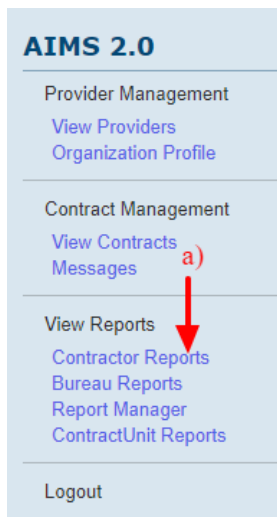 AIMS 2.0
Provider Management
View Providers
Organization Profile
Contract Management
View Contracts
a)
Messages
View Reports
Contractor Reports
Bureau Reports
Report Manager
ContractUnit Reports
Logout